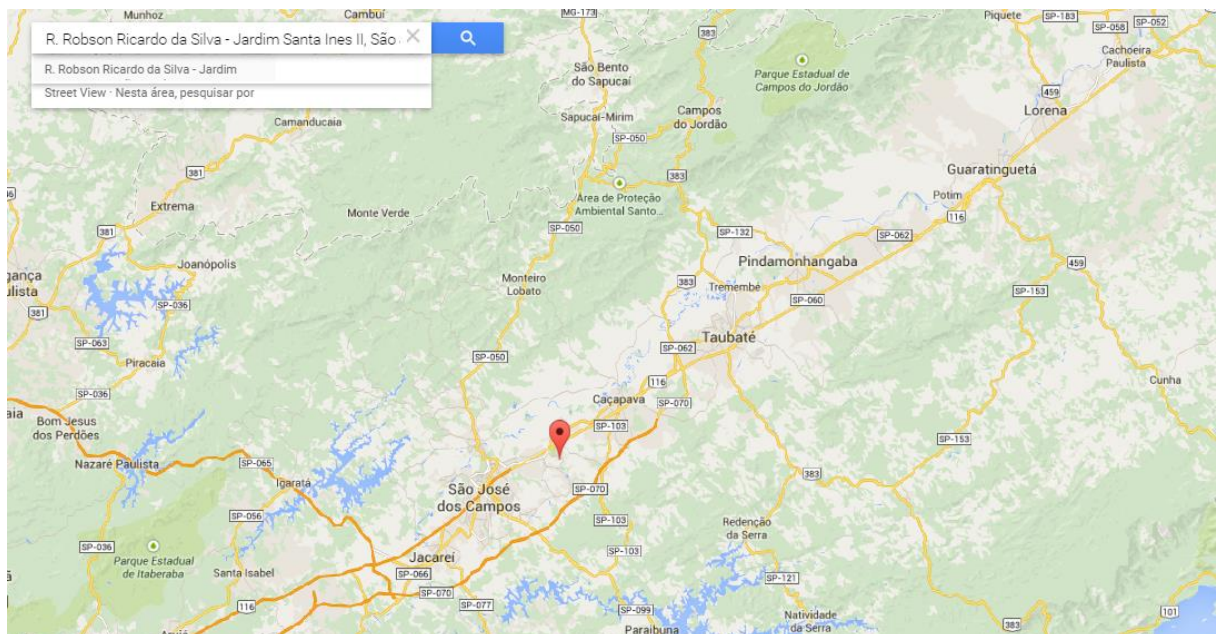 R. Robson Ricardo da Silva - Jardim Santa Ines II, São
R. Robson Ricardo da Silva - Jardim
Street View · Nesta área, pesquisar por
Munhoz
Cambuí
MG-173
383
Piquete
SP-183
SP-052
SP-058
Cachoeira
Paulista
São Bento
do Sapucaí
Parque Estadual de
Campos do Jordão
459
Lorena
Camanducaia
Sapucaí-Mirim
Campos
do Jordão
SP-050
381
383
Guaratinguetá
Área de Proteção
Ambiental Santo...
Potim
Extrema
Monte Verde
116
381
SP-050
SP-132
SP-062
Joanópolis
Pindamonhangaba
459
gança
ulista
Monteiro
Lobato
383
Tremembé
SP-153
SP-036
SP-060
381
Taubaté
SP-063
SP-062
SP-050
Piracaia
116
Cunha
SP-036
Caçapava
SP-070
aia
Bom Jesus
dos Perdões
SP-103
SP-153
Nazaré Paulista
SP-065
Igaratá
383
São José
dos Campos
SP-070
SP-056
SP-103
Redenção
da Serra
SP-036
Parque Estadual
de Itaberaba
Jacareí
SP-103
Santa Isabel
SP-066
SP-121
SP-070
116
SP-077
SP-099
Natividade
da Serra
101
383
Paraibuna